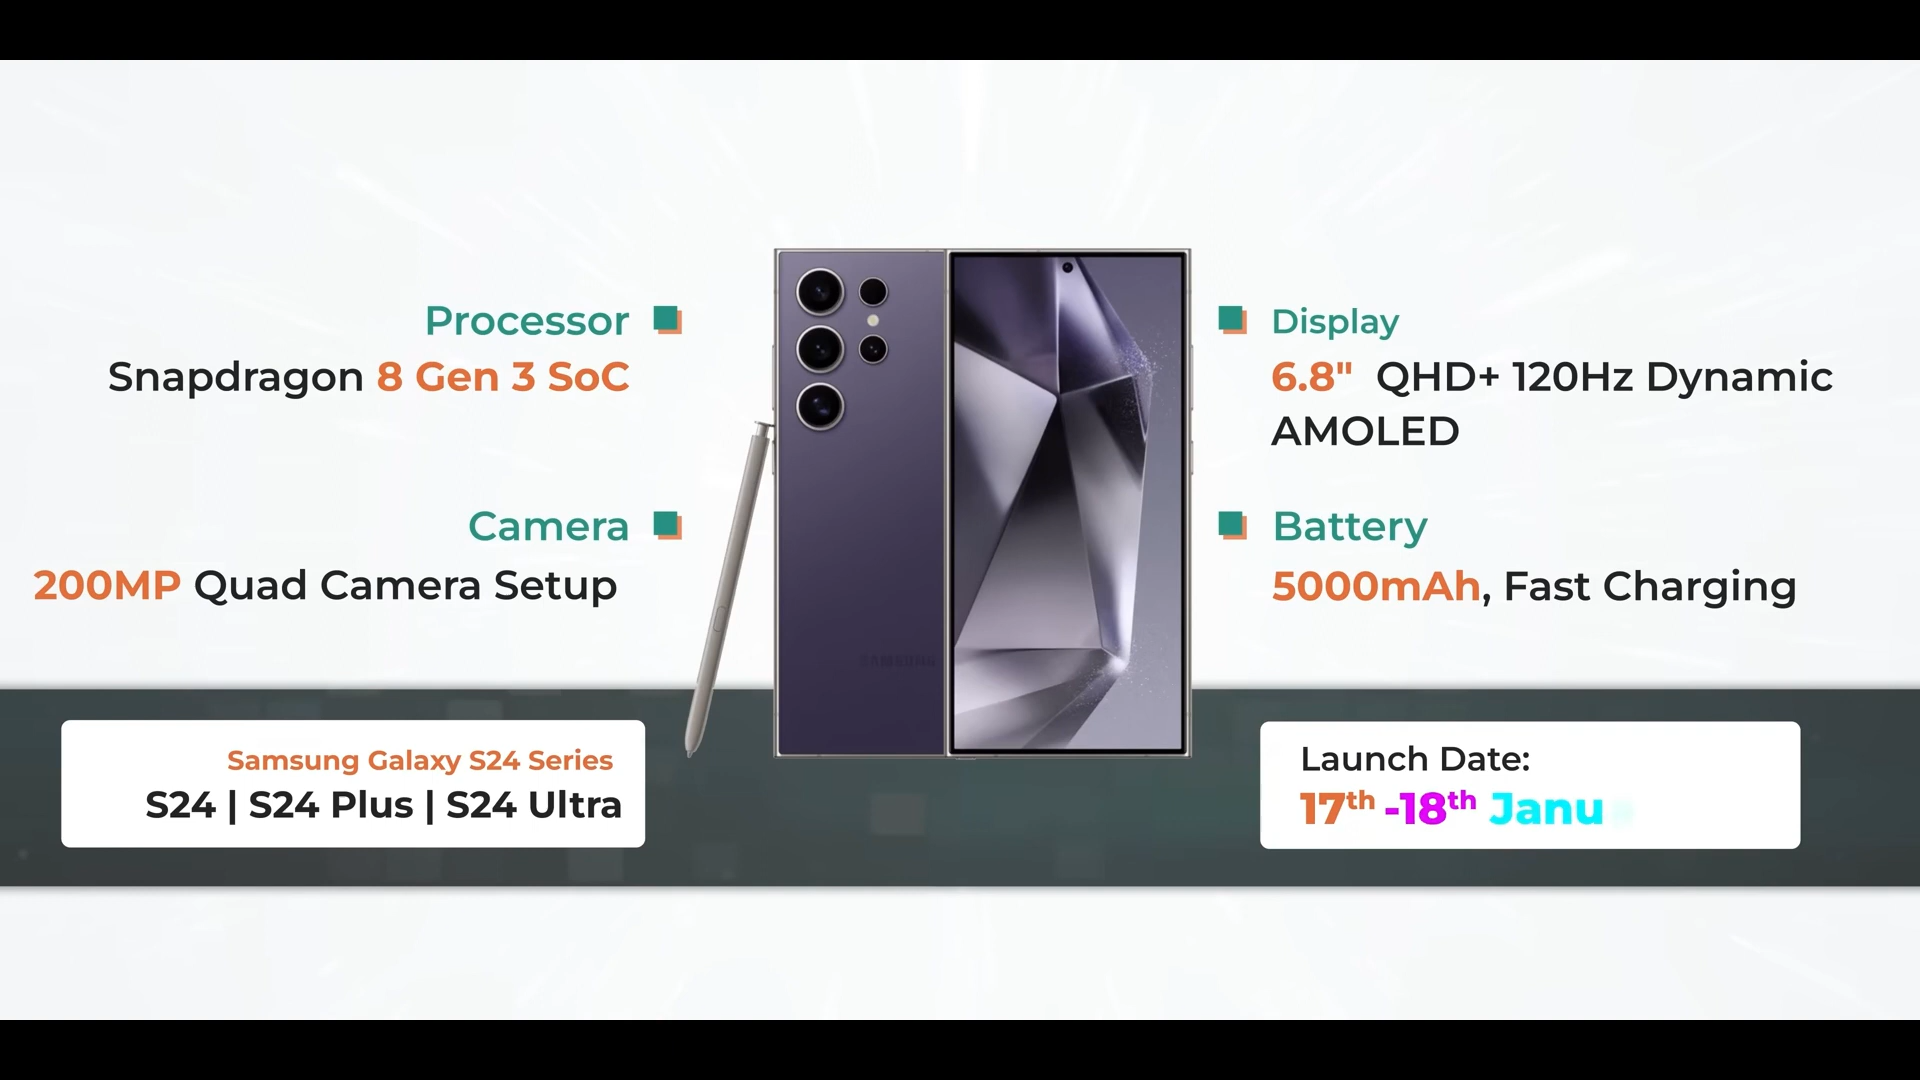 Processor
Snapdragon 8 Gen 3 SoC
Camera
200MP Quad Camera Setup
SAMSUNG
Display
6.8" QHD+ 120Hz Dynamic
AMOLED
Battery
5000mAh, Fast Charging
Samsung Galaxy S24 Series
S24 | S24 Plus | S24 Ultra
Launch Date:
17th -18th Janu